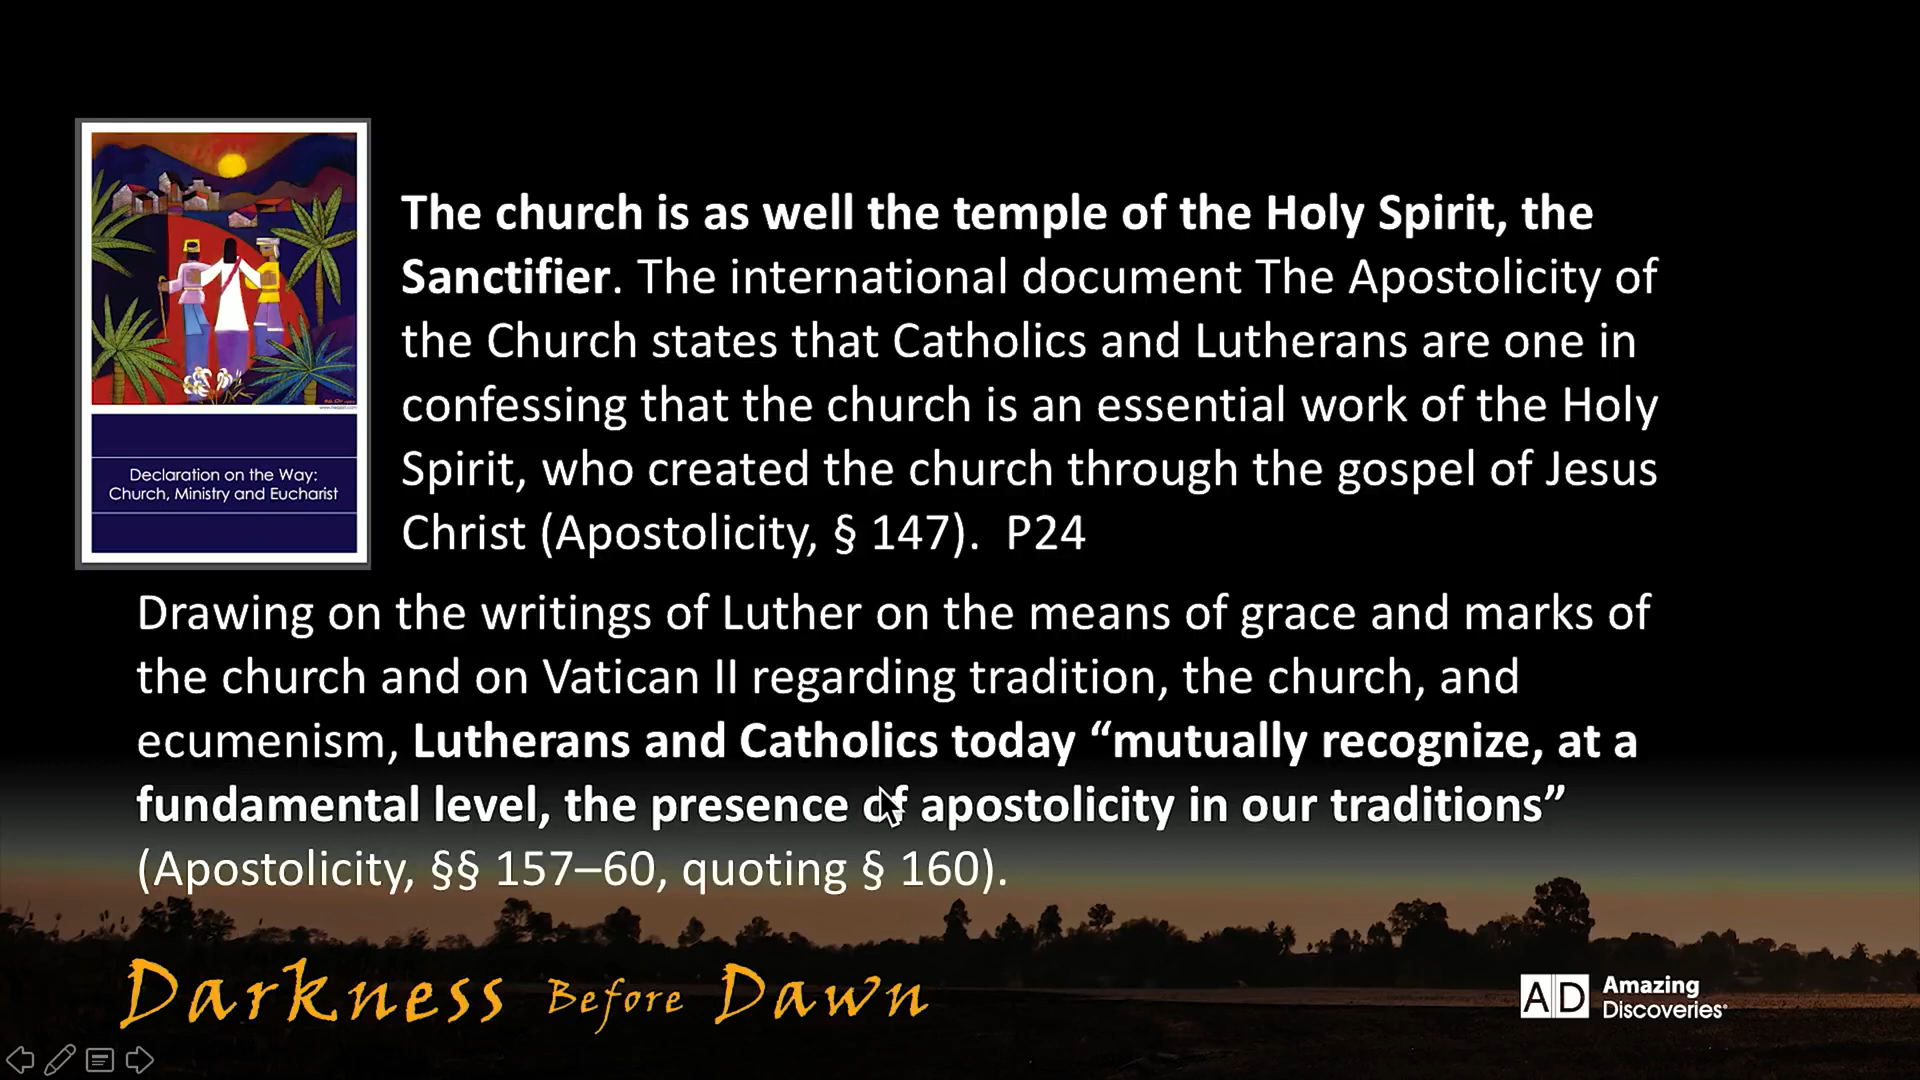 The church is as well the temple of the Holy Spirit, the
Sanctifier. The international document The Apostolicity of
the Church states that Catholics and Lutherans are one in
confessing that the church is an essential work of the Holy
Spirit, who created the church through the gospel of Jesus
Christ (Apostolicity, § 147). P24
Declaration on the Way:
Church, Ministry and Eucharist
Drawing on the writings of Luther on the means of grace and marks of
the church and on Vatican II regarding tradition, the church, and
ecumenism, Lutherans and Catholics today “mutually recognize, at a
fundamental level, the presence of apostolicity in our traditions”
(Apostolicity, §§ 157–60, quoting § 160).
Darkness Before Dawn
AD Amazing
Discoveries